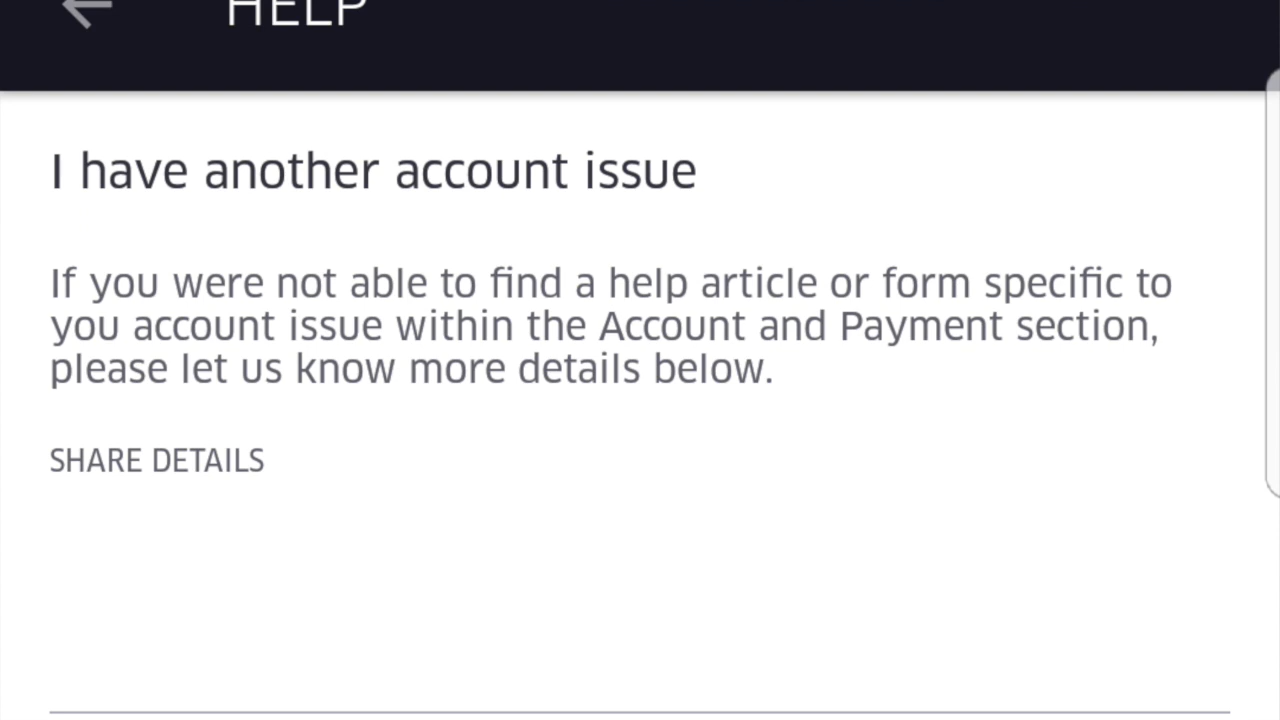 HELP
I have another account issue
If you were not able to find a help article or form specific to
you account issue within the Account and Payment section,
please let us know more details below.
SHARE DETAILS